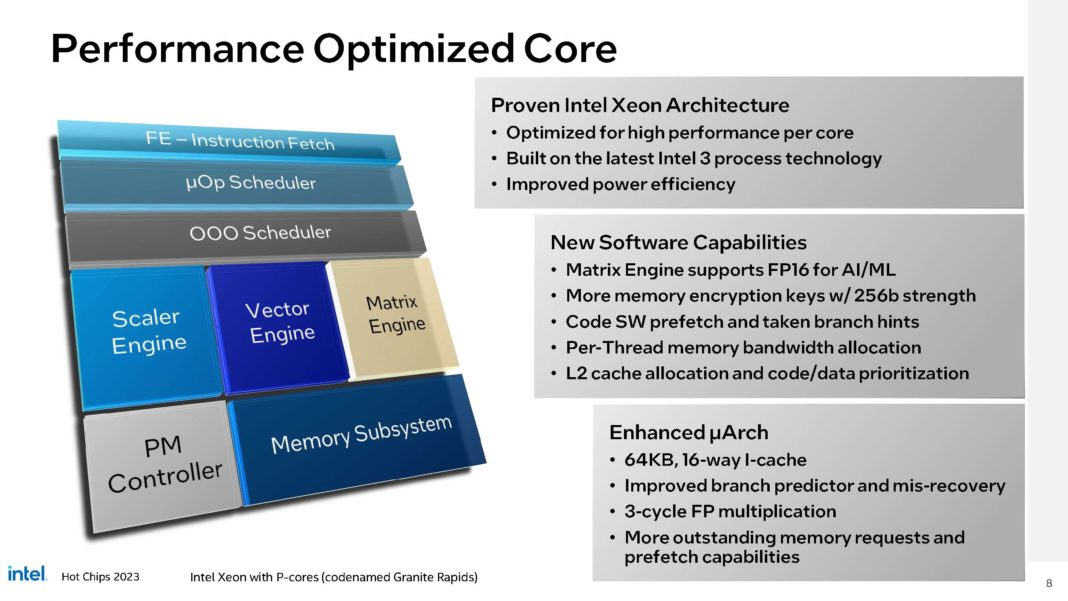 Performance Optimized Core
FE – Instruction Fetch
µOp Scheduler
OOO Scheduler
Scaler
Engine
Vector
Engine
Matrix
Engine
PM
Controller
Memory Subsystem
Proven Intel Xeon Architecture
• Optimized for high performance per core
• Built on the latest Intel 3 process technology
• Improved power efficiency
New Software Capabilities
• Matrix Engine supports FP16 for AI/ML
• More memory encryption keys w/ 256b strength
• Code SW prefetch and taken branch hints
• Per-Thread memory bandwidth allocation
• L2 cache allocation and code/data prioritization
Enhanced µArch
• 64KB, 16-way I-cache
• Improved branch predictor and mis-recovery
• 3-cycle FP multiplication
• More outstanding memory requests and
prefetch capabilities
intel. Hot Chips 2023 Intel Xeon with P-cores (codenamed Granite Rapids) 8